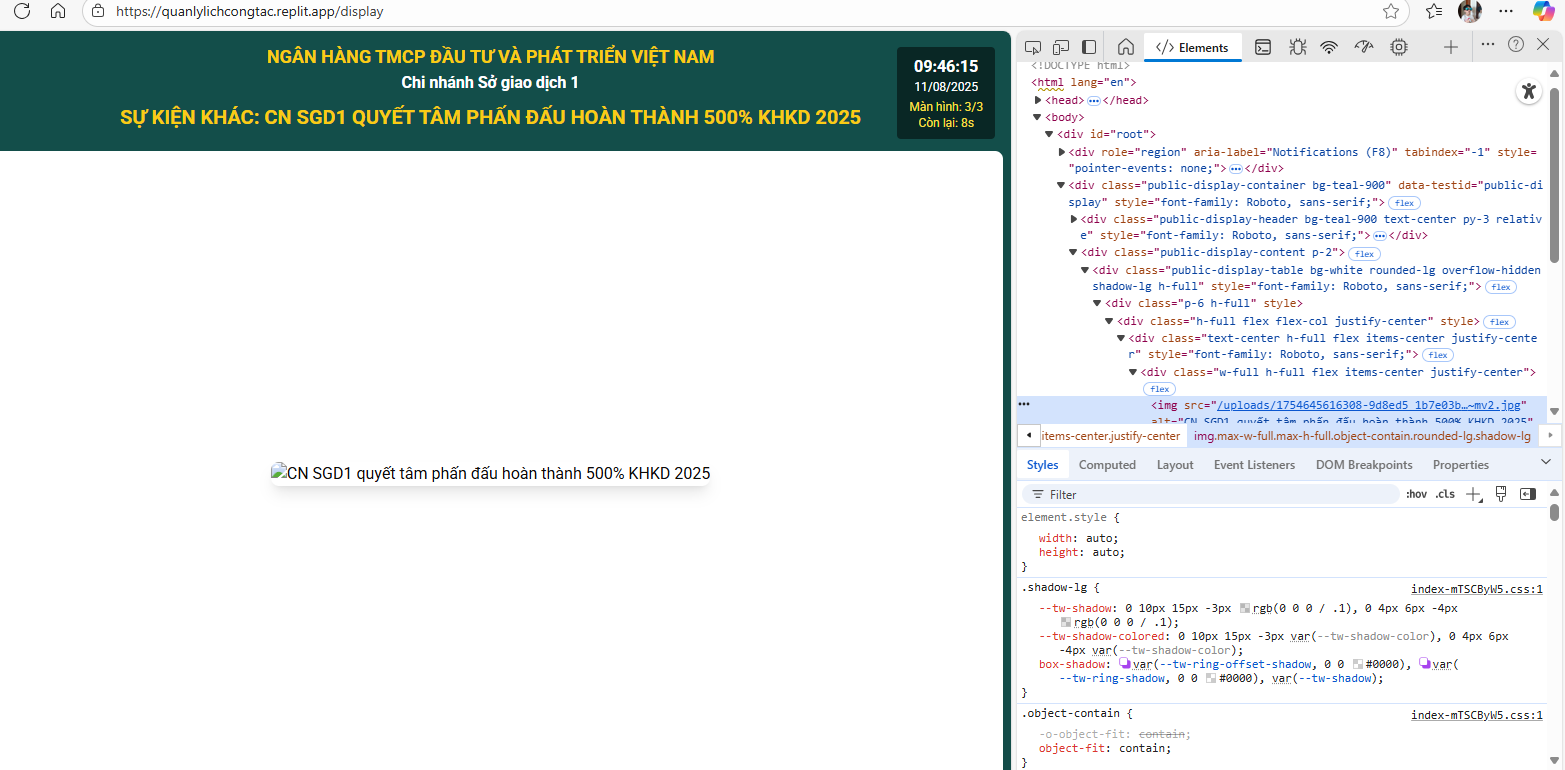 https://quanlylichcongtac.replit.app/display
NGÂN HÀNG TMCP ĐẦU TƯ VÀ PHÁT TRIỂN VIỆT NAM
Chi nhánh Sở giao dịch 1
SỰ KIỆN KHÁC: CN SGD1 QUYẾT TÂM PHẤN ĐẤU HOÀN THÀNH 500% KHKD 2025
09:46:15
11/08/2025
Màn hình: 3/3
Còn lại: 8s
CN SGD1 quyết tâm phấn đấu hoàn thành 500% KHKD 2025
Elements
<!DOCTYPE html>
<html lang="en">
<head> ••• </head>
<body>
<div id="root">
<div role="region" aria-label="Notifications (F8)" tabindex="-1" style=
"pointer-events: none;"> ••• </div>
<div class="public-display-container bg-teal-900" data-testid="public-di
splay" style="font-family: Roboto, sans-serif;"> flex
<div class="public-display-header bg-teal-900 text-center py-3 relativ
e" style="font-family: Roboto, sans-serif;"> ••• </div>
<div class="public-display-content p-2"> flex
<div class="public-display-table bg-white rounded-lg overflow-hidden
shadow-lg h-full" style="font-family: Roboto, sans-serif;"> flex
<div class="p-6 h-full" style>
<div class="h-full flex flex-col justify-center" style> flex
<div class="text-center h-full flex items-center justify-cente
r" style="font-family: Roboto, sans-serif;"> flex
<div class="w-full h-full flex items-center justify-center">
flex
<img src="/uploads/1754645616308-9d8ed5_1b7e03b…~mv2.jpg"
alt="CN SGD1 quyết tâm phấn đấu hoàn thành 500% KHKD 2025"
items-center.justify-center img.max-w-full.max-h-full.object-contain.rounded-lg.shadow-lg
Styles Computed Layout Event Listeners DOM Breakpoints Properties
Filter :hov .cls
element.style {
width: auto;
height: auto;
}
.shadow-lg { index-mTSCByW5.css:1
--tw-shadow: 0 10px 15px -3px rgb(0 0 0 / .1), 0 4px 6px -4px
rgb(0 0 0 / .1);
--tw-shadow-colored: 0 10px 15px -3px var(--tw-shadow-color), 0 4px 6px
-4px var(--tw-shadow-color);
box-shadow: var(--tw-ring-offset-shadow, 0 0 #0000), var(
--tw-ring-shadow, 0 0 #0000), var(--tw-shadow);
}
.object-contain { index-mTSCByW5.css:1
-o-object-fit: contain;
object-fit: contain;
}